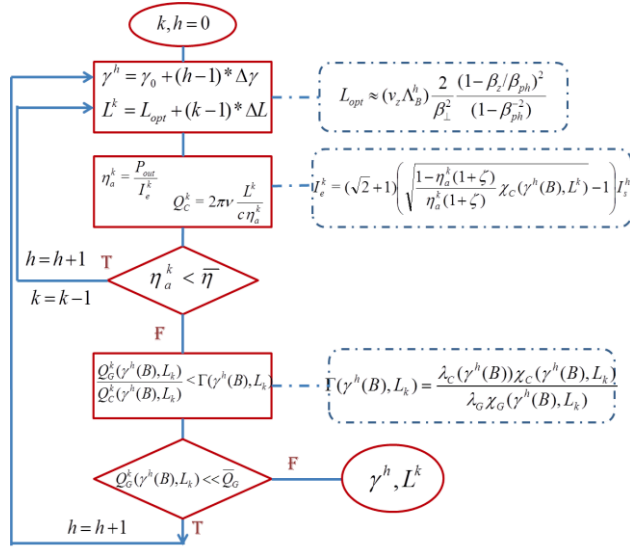 k, h = 0
γ^h = γ_0 + (h−1) * Δγ
L^k = L_opt + (k−1) * ΔL
L_opt ≈ (v_z Λ_B^h) 2/β_⊥^2 (1−β_z/β_ph)^2/(1−β_ph^−2)
η_a^k = P_out/I_e^k
Q_C^k = 2πν L^k/cη_a^k
I_e^k = (√2+1)(√(1−η_a^k(1+ζ)/η_a^k(1+ζ) χ_C(γ^h(B), L^k)) −1) I_s^h
h = h+1
T
k = k−1
η_a^k < η̄
F
Q_G^k(γ^h(B), L_k)/Q_C^k(γ^h(B), L_k) < Γ(γ^h(B), L_k)
Γ(γ^h(B), L_k) = λ_C(γ^h(B))χ_C(γ^h(B), L_k)/λ_G χ_G(γ^h(B), L_k)
Q_G^k(γ^h(B), L_k) << Q̄_G
F
γ^h, L^k
h = h+1
T